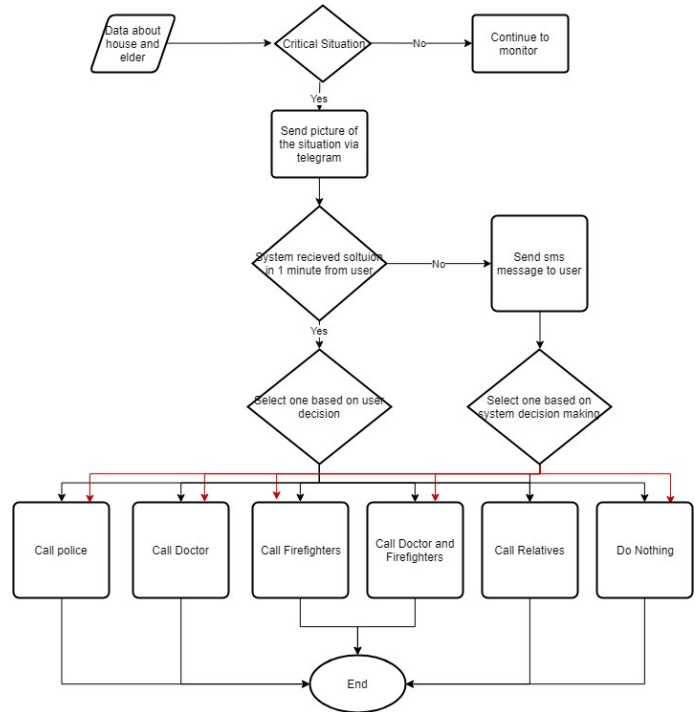 Data about
house and
elder
Critical Situation
No
Continue to
monitor
Yes
Send picture of
the situation via
telegram
System recieved soltuion
in 1 minute from user
No
Send sms
message to user
Yes
Select one based on user
decision
Select one based on
system decision making
Call police
Call Doctor
Call Firefighters
Call Doctor and
Firefighters
Call Relatives
Do Nothing
End